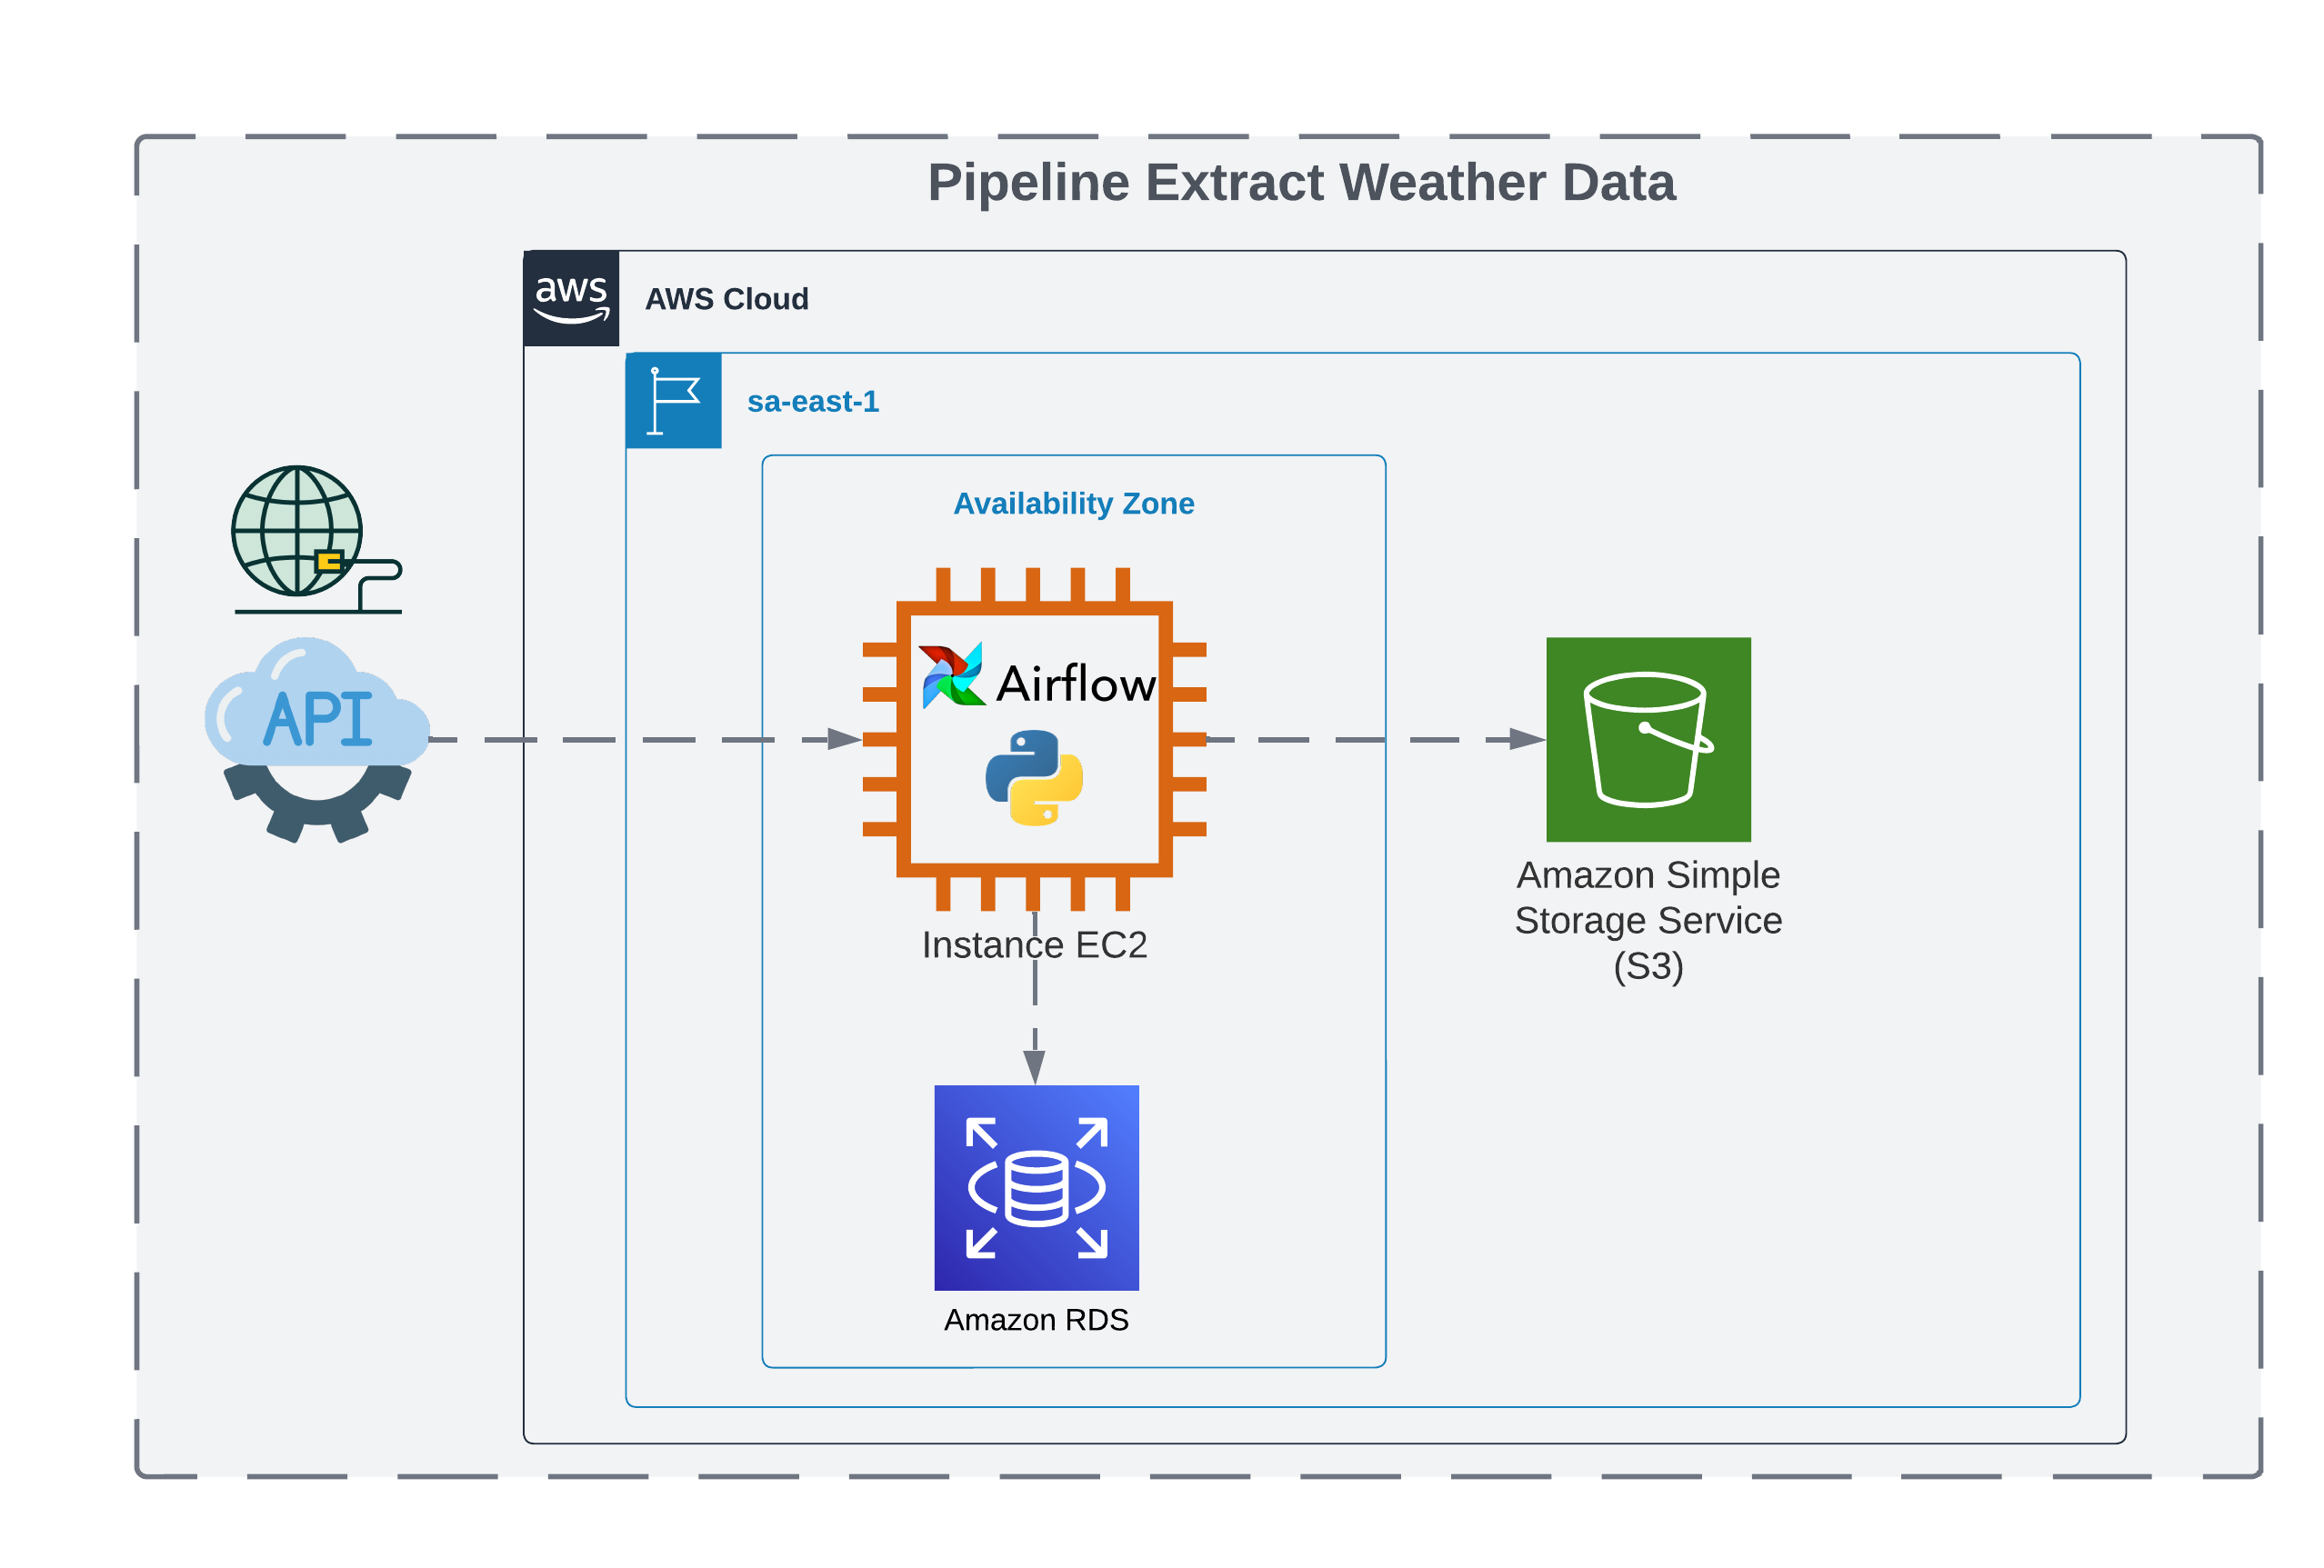 Pipeline Extract Weather Data
aws
AWS Cloud
sa-east-1
Availability Zone
API
Airflow
Instance EC2
Amazon Simple
Storage Service
(S3)
Amazon RDS